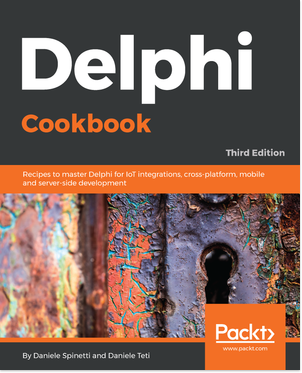 Delphi
Cookbook
Third Edition
Recipes to master Delphi for IoT integrations, cross-platform, mobile
and server-side development
Packt>
www.packt.com
By Daniele Spinetti and Daniele Teti